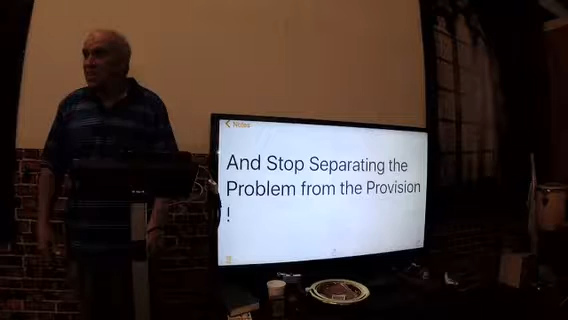 Notes
And Stop Separating the
Problem from the Provision
!